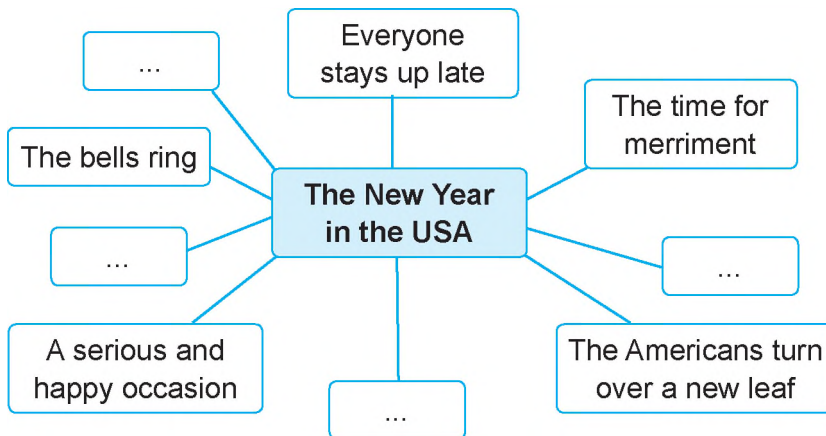 ...
Everyone
stays up late
The time for
merriment
The bells ring
The New Year
in the USA
...
...
A serious and
happy occasion
The Americans turn
over a new leaf
...